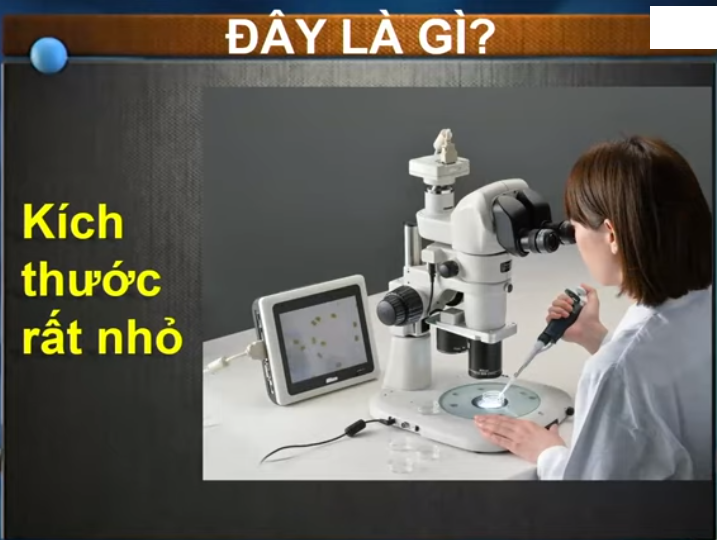 ĐÂY LÀ GÌ?
Kích
thước
rất nhỏ